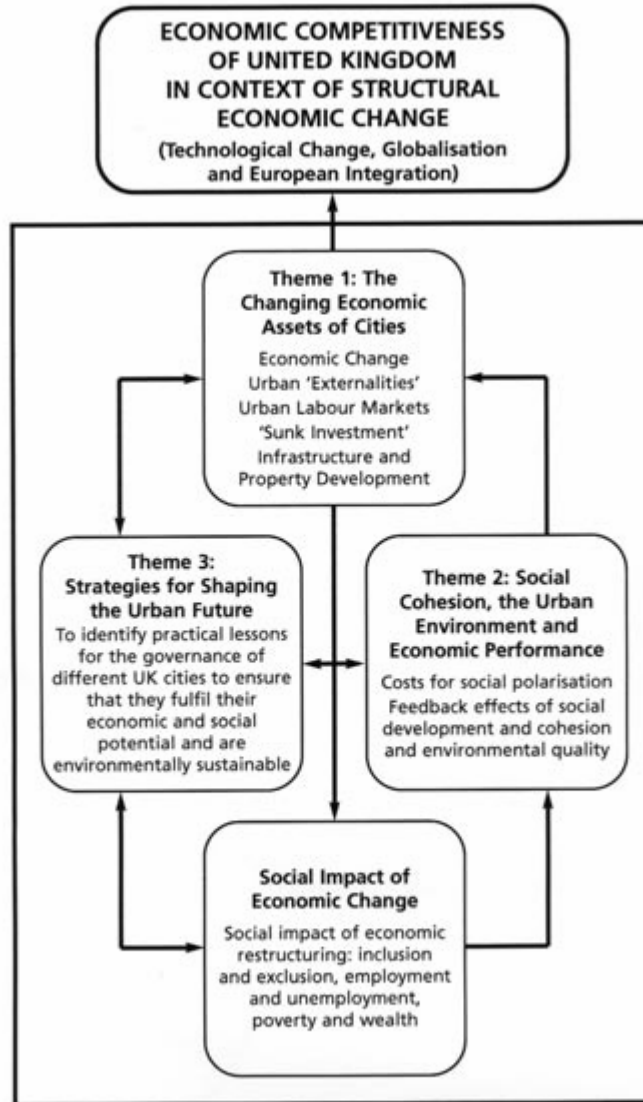 ECONOMIC COMPETITIVENESS
OF UNITED KINGDOM
IN CONTEXT OF STRUCTURAL
ECONOMIC CHANGE
(Technological Change, Globalisation
and European Integration)
Theme 1: The
Changing Economic
Assets of Cities
Economic Change
Urban ‘Externalities’
Urban Labour Markets
‘Sunk Investment’
Infrastructure and
Property Development
Theme 3:
Strategies for Shaping
the Urban Future
To identify practical lessons
for the governance of
different UK cities to ensure
that they fulfil their
economic and social
potential and are
environmentally sustainable
Theme 2: Social
Cohesion, the Urban
Environment and
Economic Performance
Costs for social polarisation
Feedback effects of social
development and cohesion
and environmental quality
Social Impact of
Economic Change
Social impact of economic
restructuring: inclusion
and exclusion, employment
and unemployment,
poverty and wealth